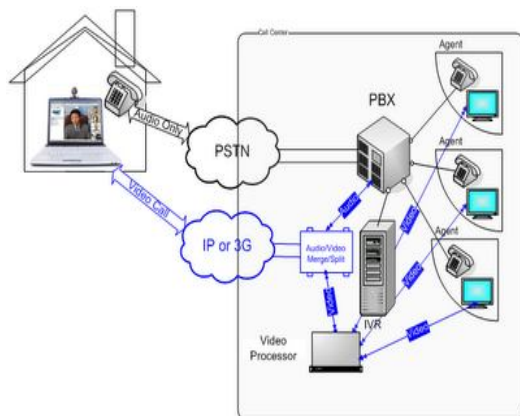 Call Center
Agent
PBX
Audio Only
PSTN
Agent
Video Call
IP or 3G
Audio
Video
Audio/Video
Merge/Split
Video
Agent
Video
IVR
Video
Video
Processor